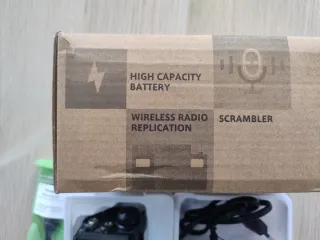 HIGH CAPACITY
BATTERY
WIRELESS RADIO
REPLICATION
SCRAMBLER